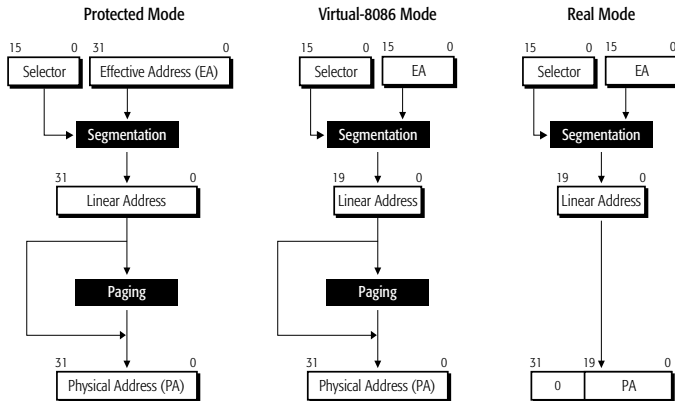 Protected Mode Virtual-8086 Mode Real Mode
15 0 31 0 15 0 15 0 15 0 15 0
Selector Effective Address (EA) Selector EA Selector EA
Segmentation Segmentation Segmentation
31 0 19 0 19 0
Linear Address Linear Address Linear Address
Paging Paging
31 0 31 0 31 19 0
Physical Address (PA) Physical Address (PA) 0 PA